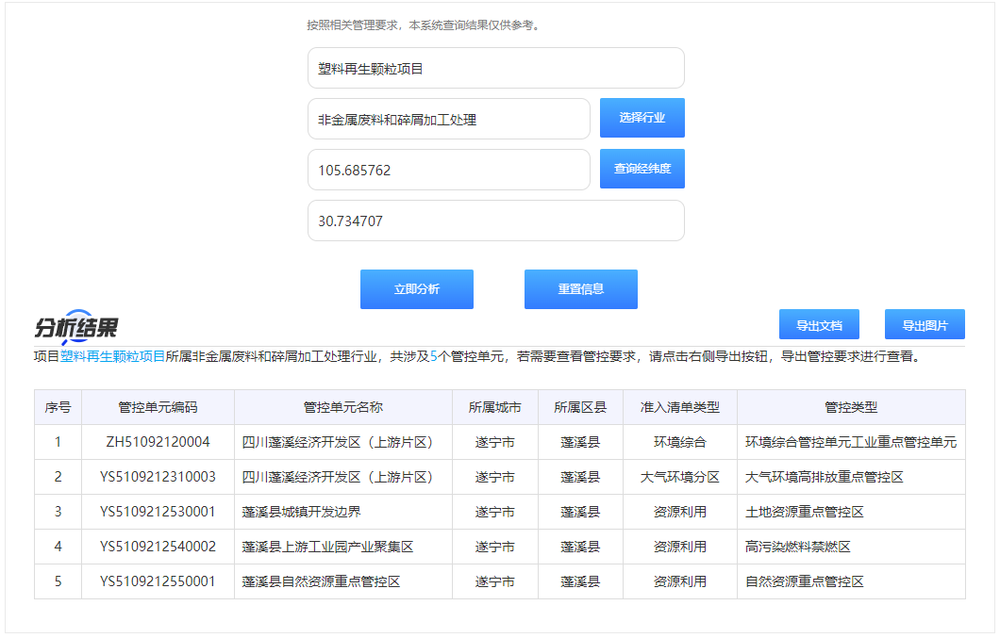 按照相关管理要求，本系统查询结果仅供参考。
塑料再生颗粒项目
非金属废料和碎屑加工处理 选择行业
105.685762 查询经纬度
30.734707
立即分析 重置信息
分析结果 导出文档 导出图片
项目塑料再生颗粒项目所属非金属废料和碎屑加工处理行业，共涉及5个管控单元，若需要查看管控要求，请点击右侧导出按钮，导出管控要求进行查看。
序号 管控单元编码 管控单元名称 所属城市 所属区县 准入清单类型 管控类型
1 ZH51092120004 四川蓬溪经济开发区（上游片区） 遂宁市 蓬溪县 环境综合 环境综合管控单元工业重点管控单元
2 YS5109212310003 四川蓬溪经济开发区（上游片区） 遂宁市 蓬溪县 大气环境分区 大气环境高排放重点管控区
3 YS5109212530001 蓬溪县城镇开发边界 遂宁市 蓬溪县 资源利用 土地资源重点管控区
4 YS5109212540002 蓬溪县上游工业园产业聚集区 遂宁市 蓬溪县 资源利用 高污染燃料禁燃区
5 YS5109212550001 蓬溪县自然资源重点管控区 遂宁市 蓬溪县 资源利用 自然资源重点管控区